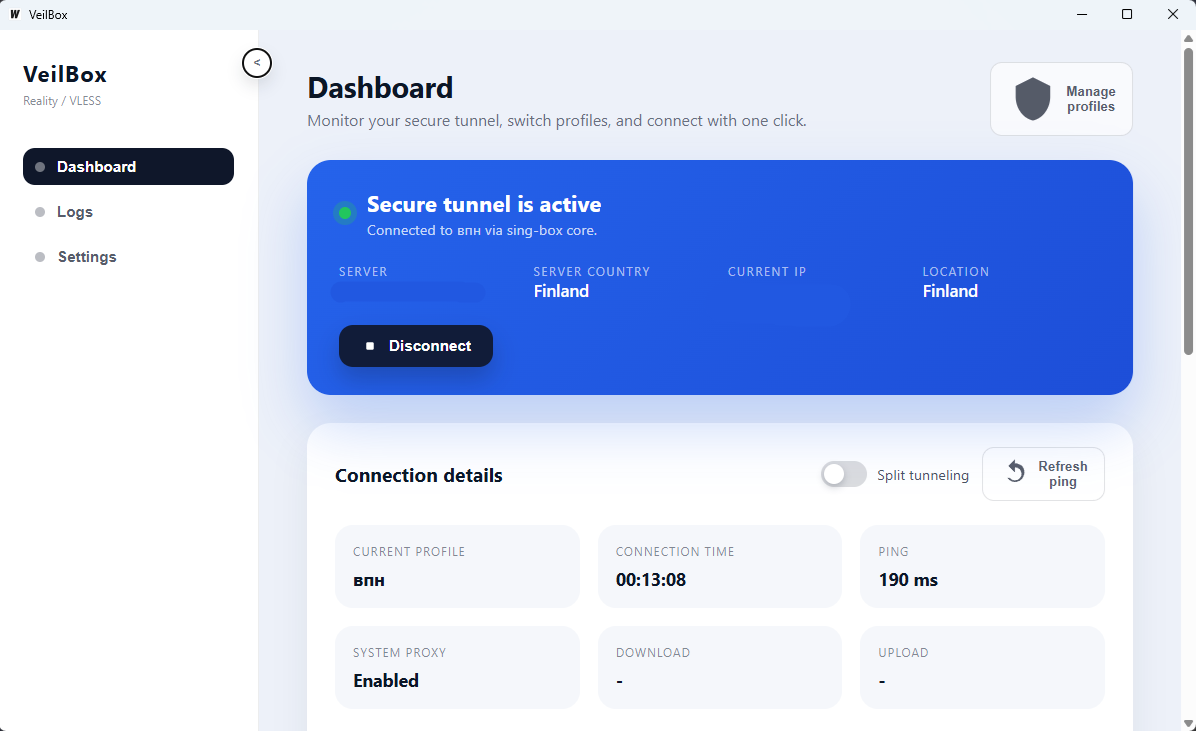 W VeilBox
VeilBox
<
Reality / VLESS
Dashboard
Logs
Settings
Dashboard
Monitor your secure tunnel, switch profiles, and connect with one click.
Manage
profiles
Secure tunnel is active
Connected to впн via sing-box core.
SERVER
SERVER COUNTRY
Finland
CURRENT IP
LOCATION
Finland
Disconnect
Connection details
Split tunneling
Refresh
ping
CURRENT PROFILE
впн
CONNECTION TIME
00:13:08
PING
190 ms
SYSTEM PROXY
Enabled
DOWNLOAD
-
UPLOAD
-